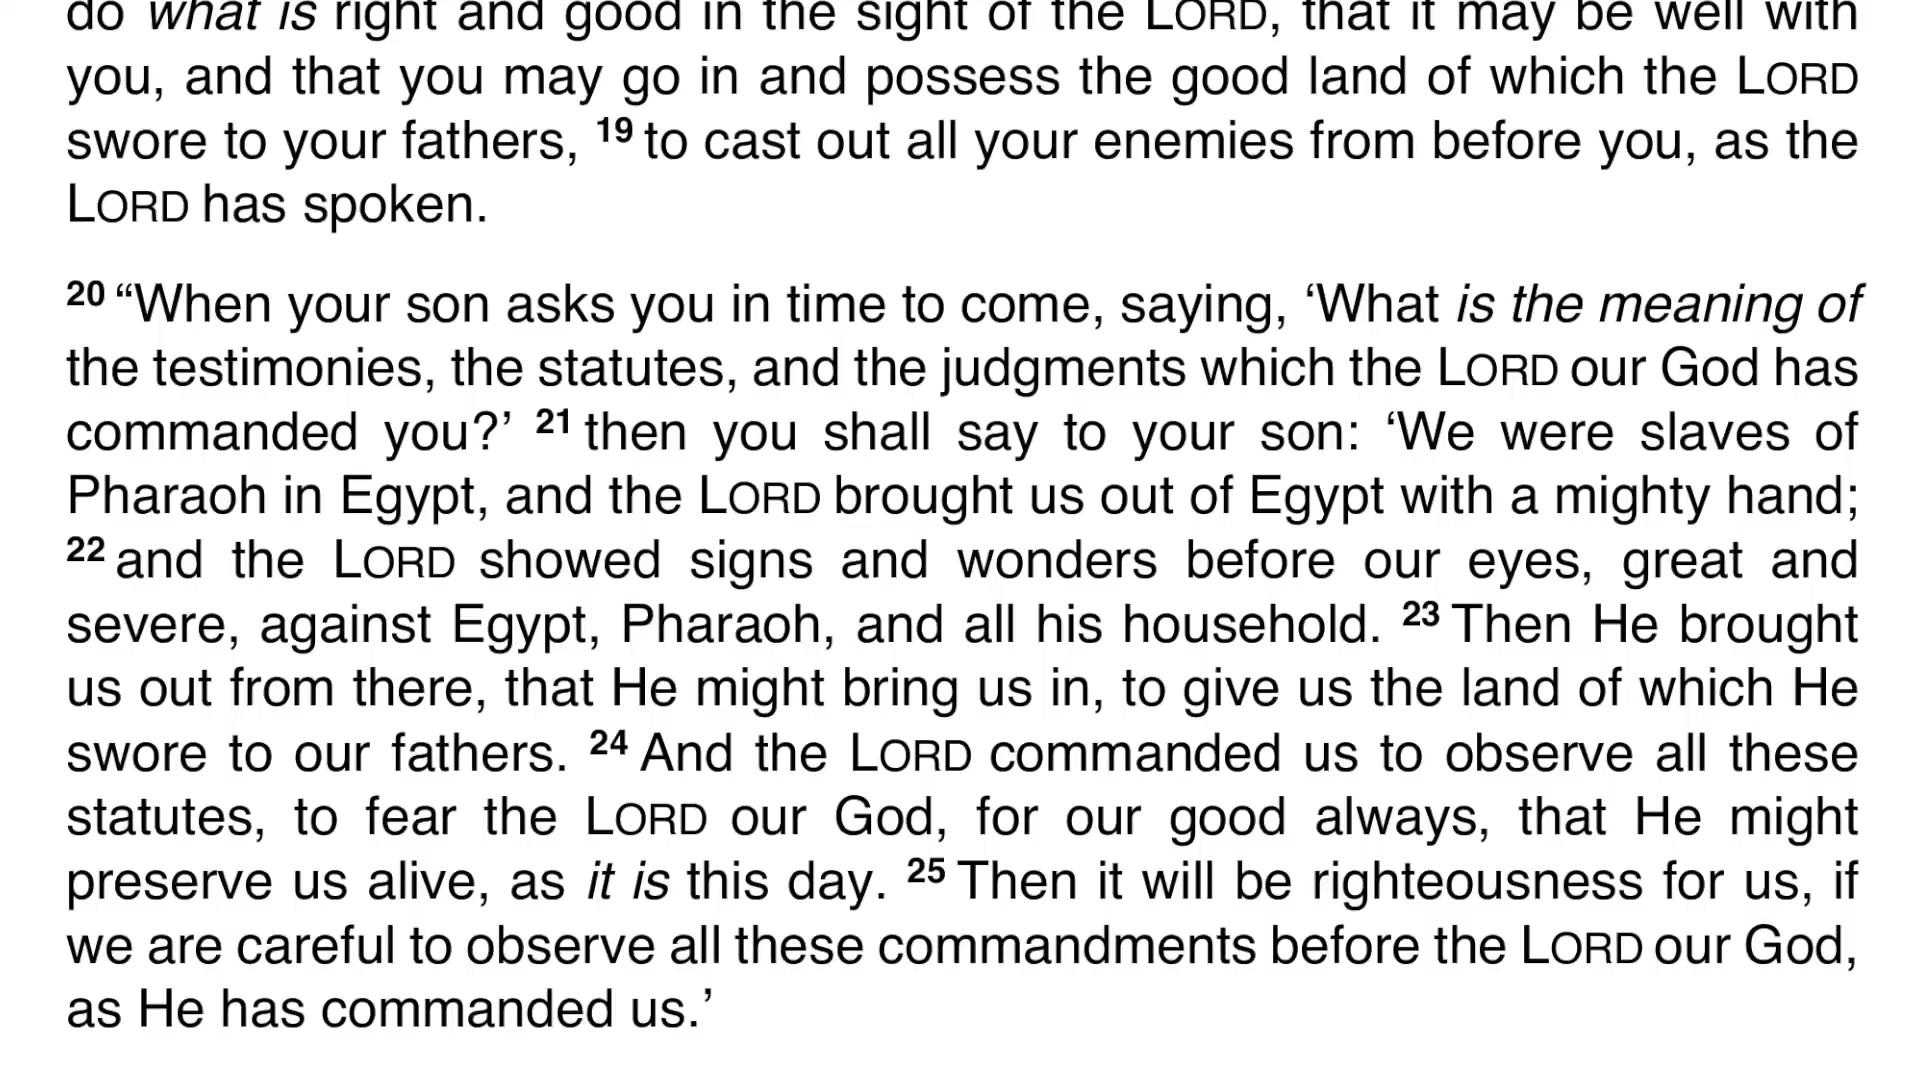 do what is right and good in the sight of the LORD, that it may be well with
you, and that you may go in and possess the good land of which the LORD
swore to your fathers, 19 to cast out all your enemies from before you, as the
LORD has spoken.
20 “When your son asks you in time to come, saying, ‘What is the meaning of
the testimonies, the statutes, and the judgments which the LORD our God has
commanded you?’ 21 then you shall say to your son: ‘We were slaves of
Pharaoh in Egypt, and the LORD brought us out of Egypt with a mighty hand;
22 and the LORD showed signs and wonders before our eyes, great and
severe, against Egypt, Pharaoh, and all his household. 23 Then He brought
us out from there, that He might bring us in, to give us the land of which He
swore to our fathers. 24 And the LORD commanded us to observe all these
statutes, to fear the LORD our God, for our good always, that He might
preserve us alive, as it is this day. 25 Then it will be righteousness for us, if
we are careful to observe all these commandments before the LORD our God,
as He has commanded us.’